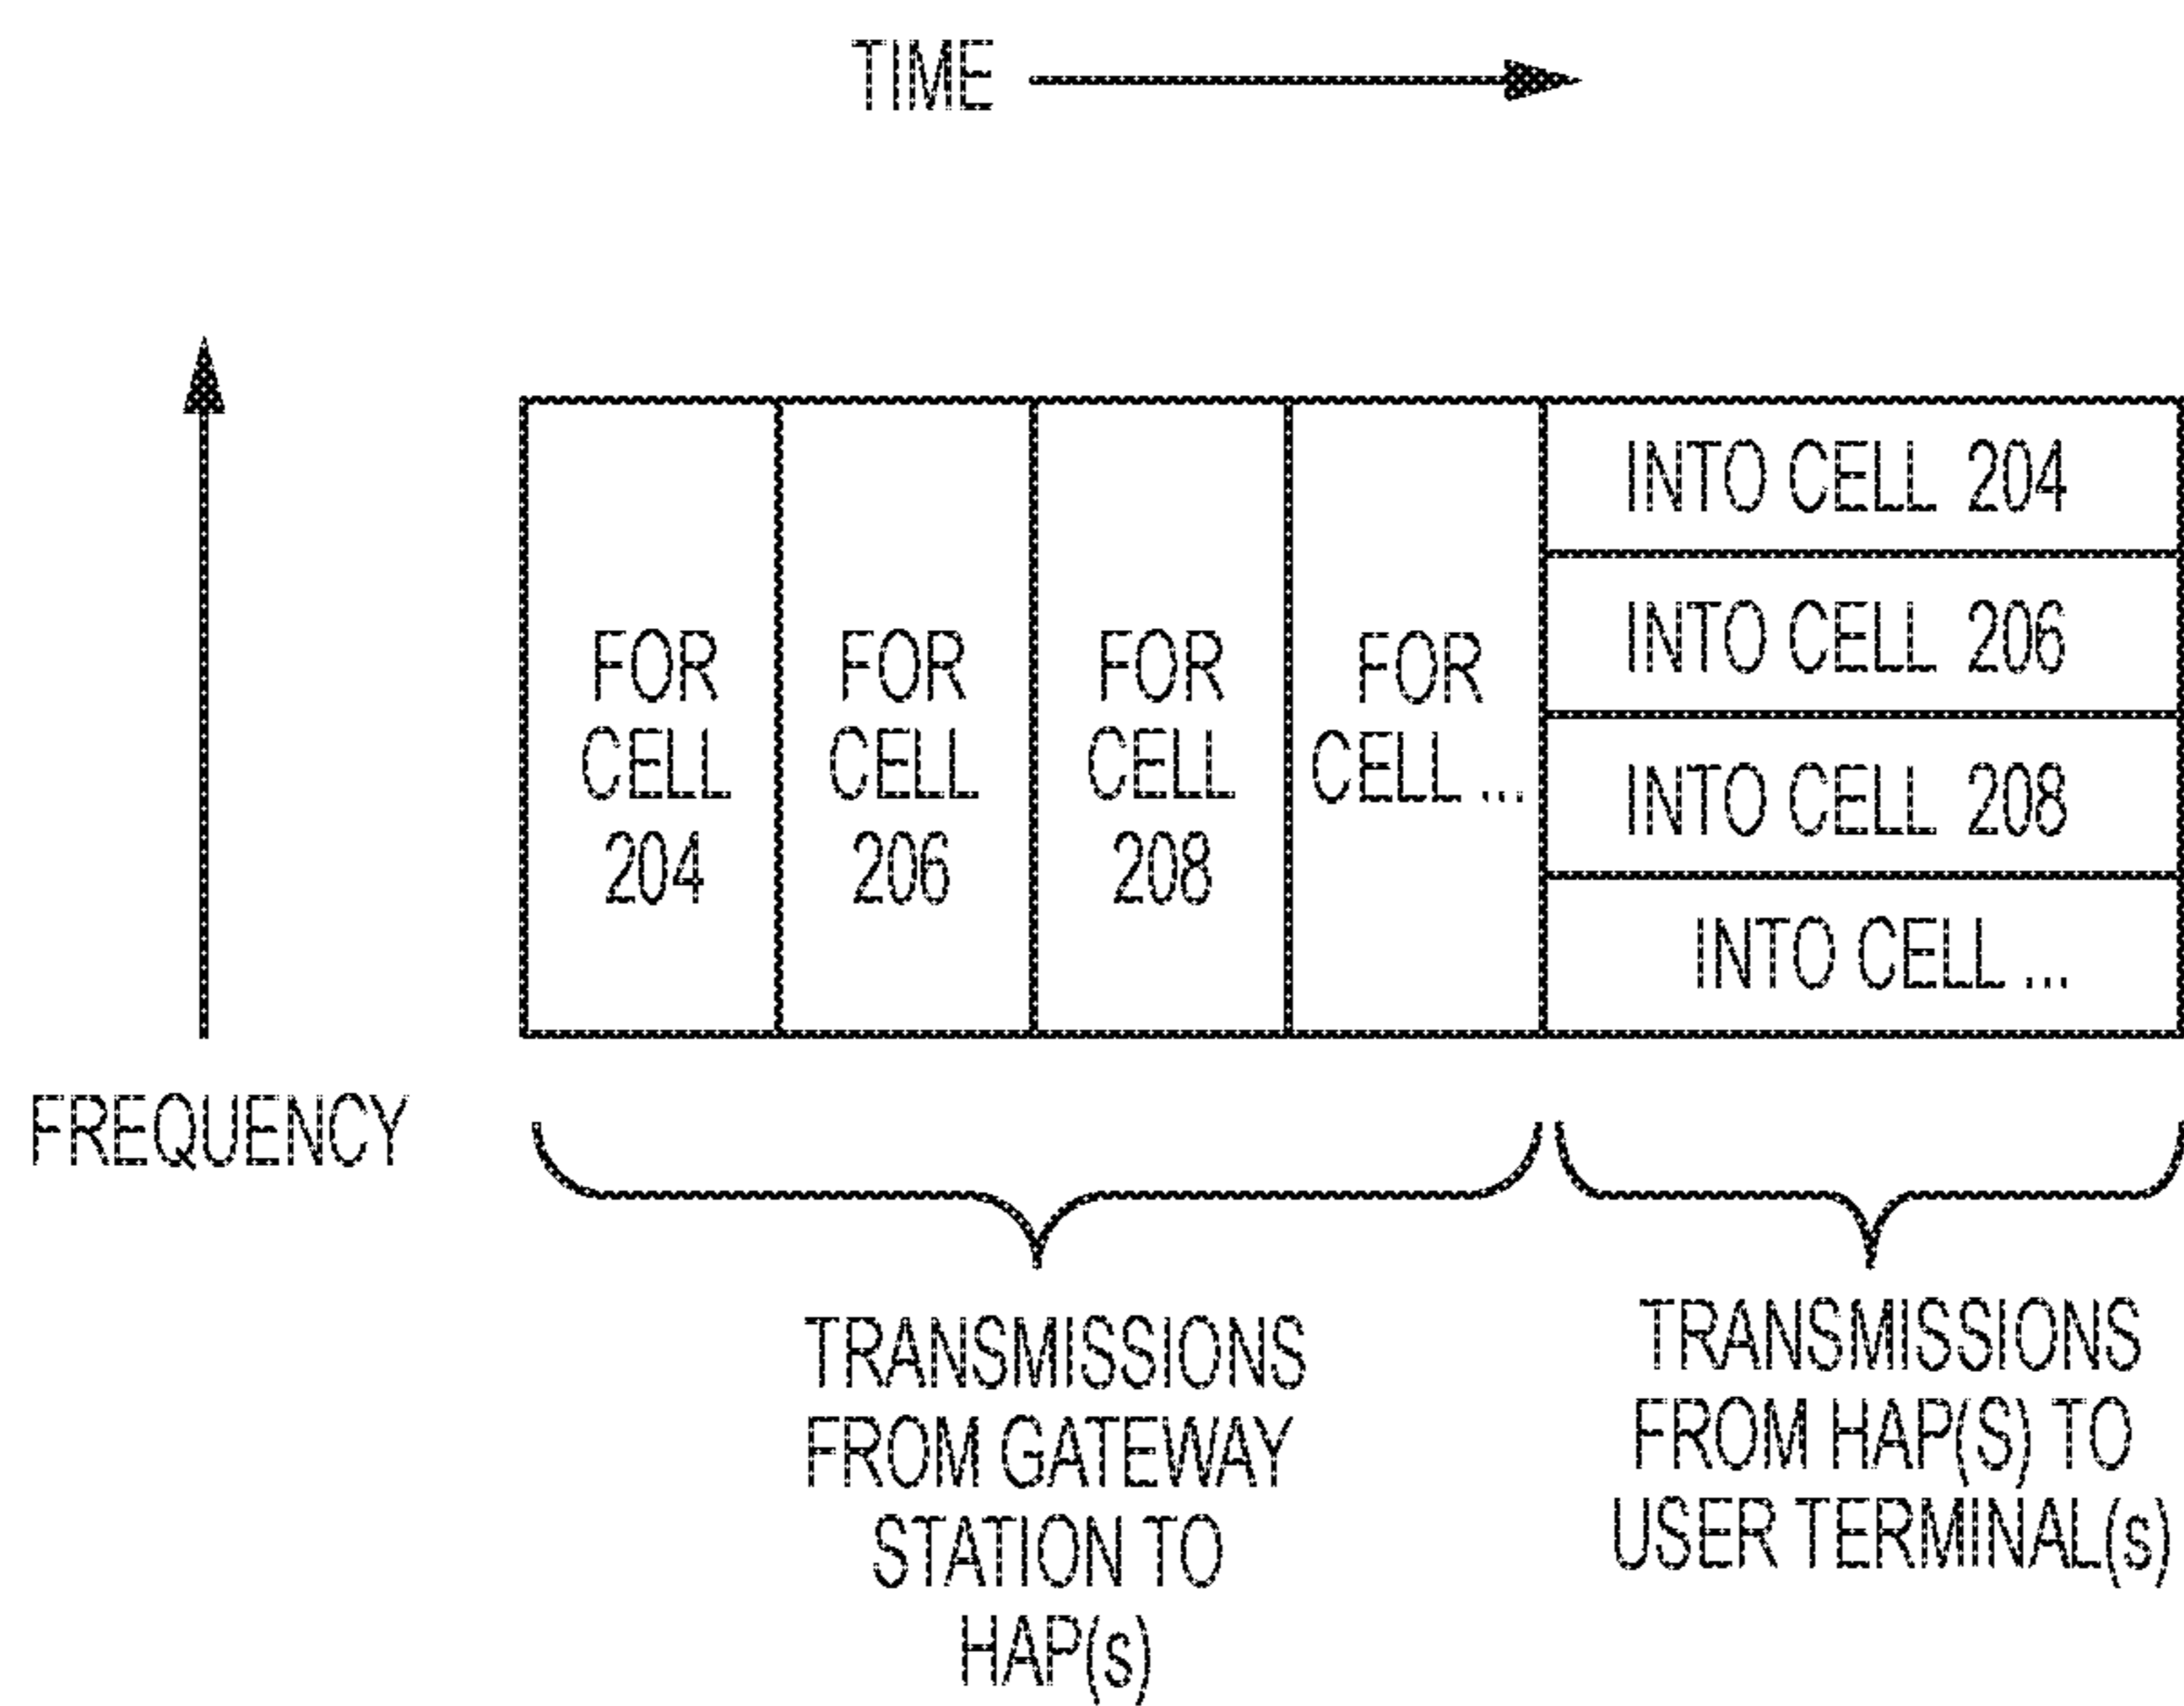 TIME
FOR
CELL
204
FOR
CELL
206
FOR
CELL
208
FOR
CELL ...
INTO CELL 204
INTO CELL 206
INTO CELL 208
INTO CELL ...
FREQUENCY
TRANSMISSIONS
FROM GATEWAY
STATION TO
HAP(s)
TRANSMISSIONS
FROM HAP(S) TO
USER TERMINAL(s)